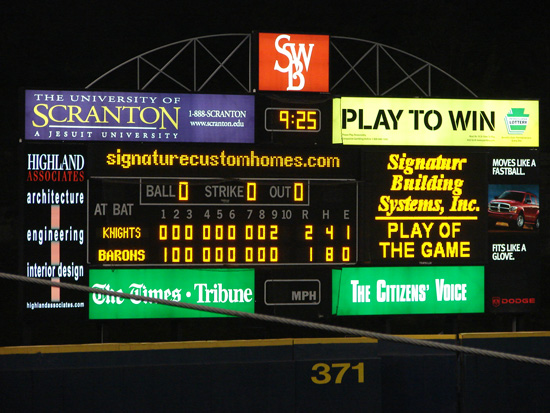 SWB
THE UNIVERSITY OF
SCRANTON
A JESUIT UNIVERSITY
1-888-SCRANTON
www.scranton.edu
9:25
PLAY TO WIN
LOTTERY
HIGHLAND
ASSOCIATES
architecture
engineering
interior design
highlandassociates.com
signaturecustomhomes.com
BALL 0 STRIKE 0 OUT 0
AT BAT
1 2 3 4 5 6 7 8 9 10 R H E
KNIGHTS 0 0 0 0 0 0 0 0 2 2 4 1
BARONS 1 0 0 0 0 0 0 0 1 8 0
Signatur
Building
Systems, Inc.
PLAY OF
THE GAME
MOVES LIKE A
FASTBALL.
FITS LIKE A
GLOVE.
DODGE
The Times · Tribune
MPH
THE CITIZENS' VOICE
371